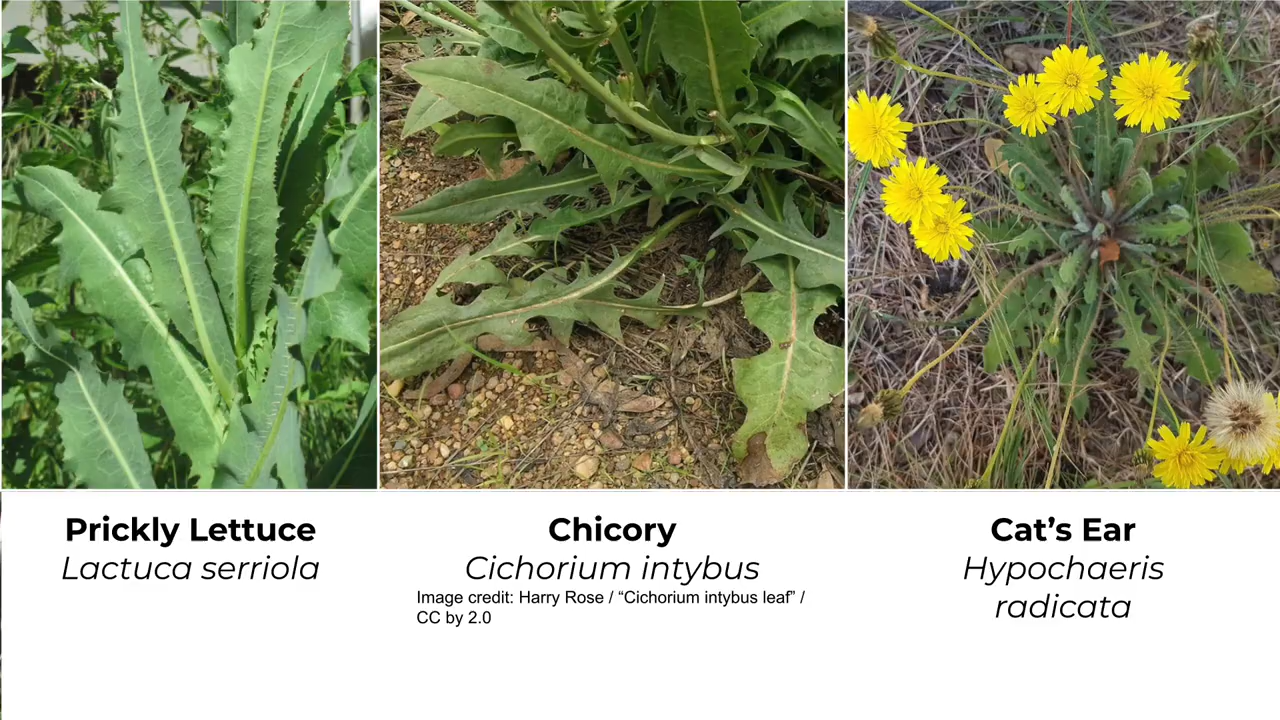 Prickly Lettuce
Lactuca serriola
Chicory
Cichorium intybus
Image credit: Harry Rose / “Cichorium intybus leaf” /
CC by 2.0
Cat’s Ear
Hypochaeris
radicata